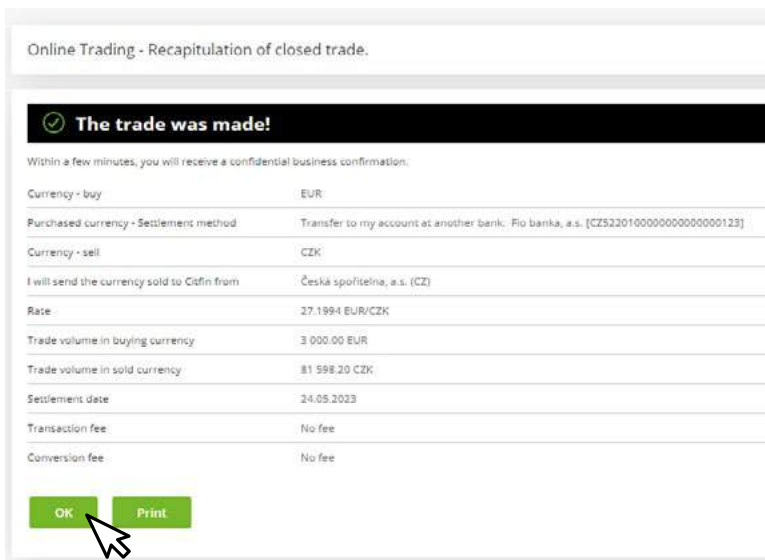 Online Trading - Recapitulation of closed trade.
The trade was made!
Within a few minutes, you will receive a confidential business confirmation.
Currency - buy EUR
Purchased currency - Settlement method Transfer to my account at another bank. Fio banka, a.s. [CZ5220100000000000000123]
Currency - sell CZK
I will send the currency sold to Citfin from Česká spořitelna, a.s. (CZ)
Rate 27.1994 EUR/CZK
Trade volume in buying currency 3 000.00 EUR
Trade volume in sold currency 81 598.20 CZK
Settlement date 24.05.2023
Transaction fee No fee
Conversion fee No fee
OK Print